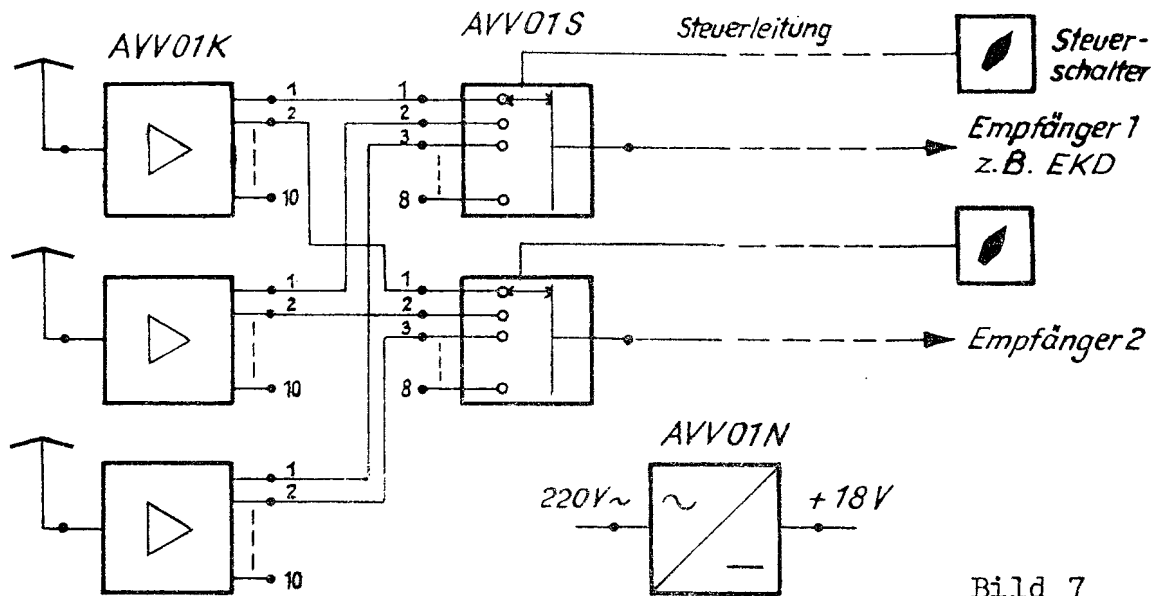 AVV01K
AVV01S
Steuerleitung
Steuer-
schalter
1
2
10
1
2
3
8
Empfänger 1
z.B. EKD
1
2
10
1
2
3
8
Empfänger 2
1
2
10
AVV01N
220V~
+18V
Bild 7